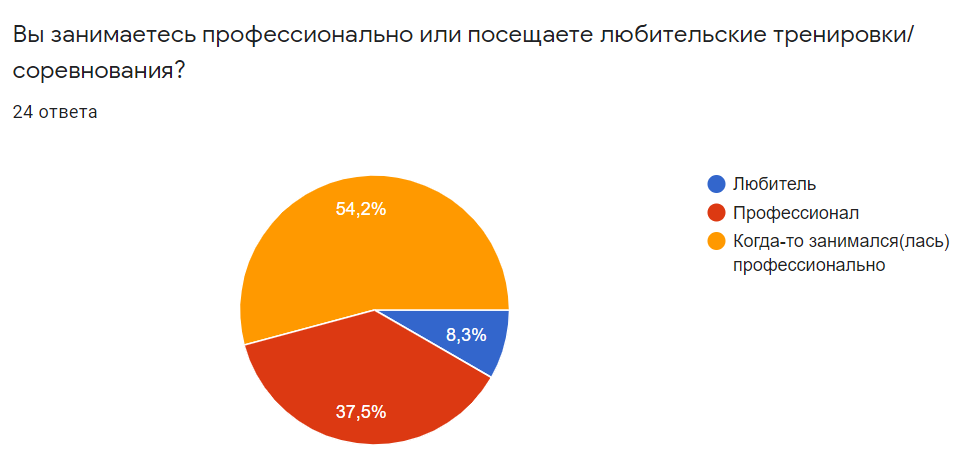 Вы занимаетесь профессионально или посещаете любительские тренировки/
соревнования?
24 ответа
54,2%
8,3%
37,5%
Любитель
Профессионал
Когда-то занимался(лась)
профессионально